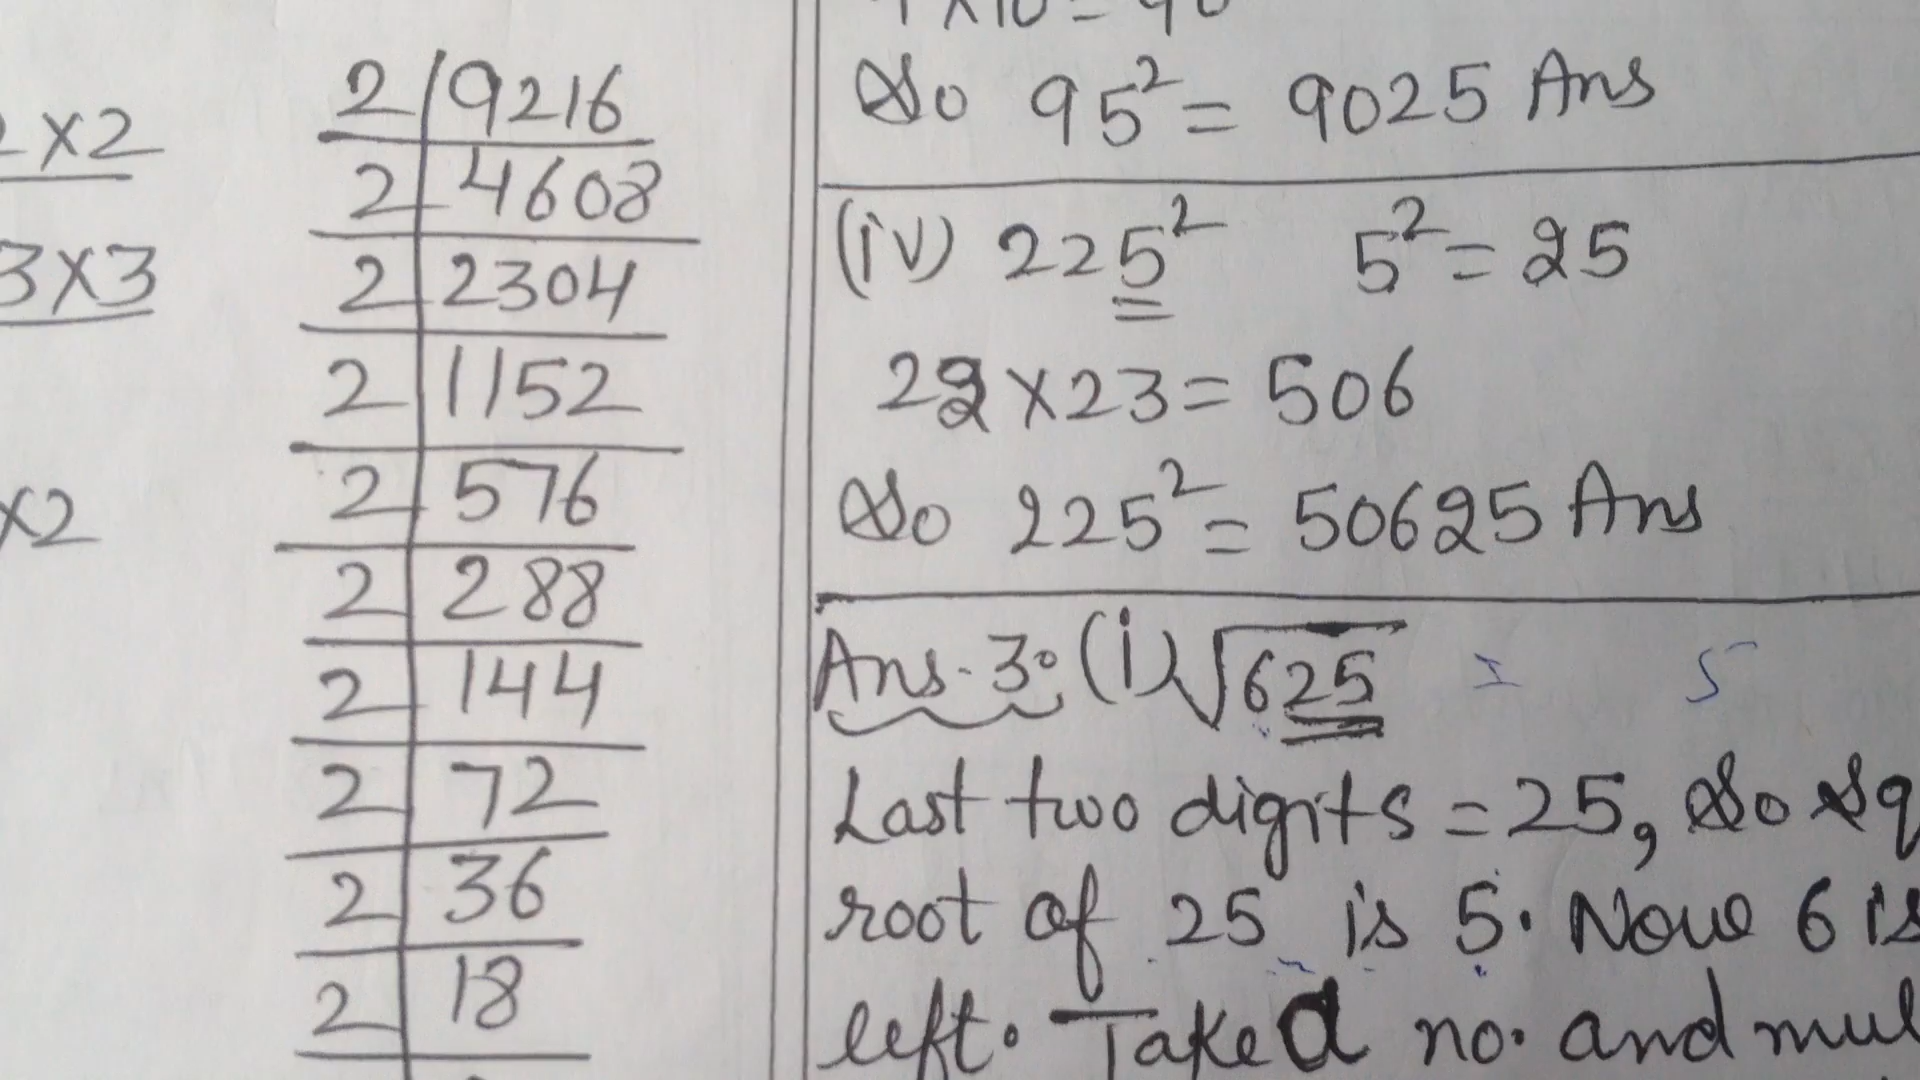 2×2
3×3
×2
2 9216
2 4608
2 2304
2 1152
2 576
2 288
2 144
2 72
2 36
2 18
So 95² = 9025 Ans
(iv) 225² 5² = 25
22 × 23 = 506
So 225² = 50625 Ans
Ans.3: (i) √625 = 5
Last two digits = 25, So sq
root of 25 is 5. Now 6 is
left. Take a no. and mul